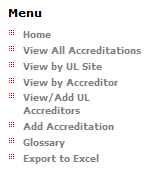 Menu
Home
View All Accreditations
View by UL Site
View by Accreditor
View/Add UL
Accreditors
Add Accreditation
Glossary
Export to Excel